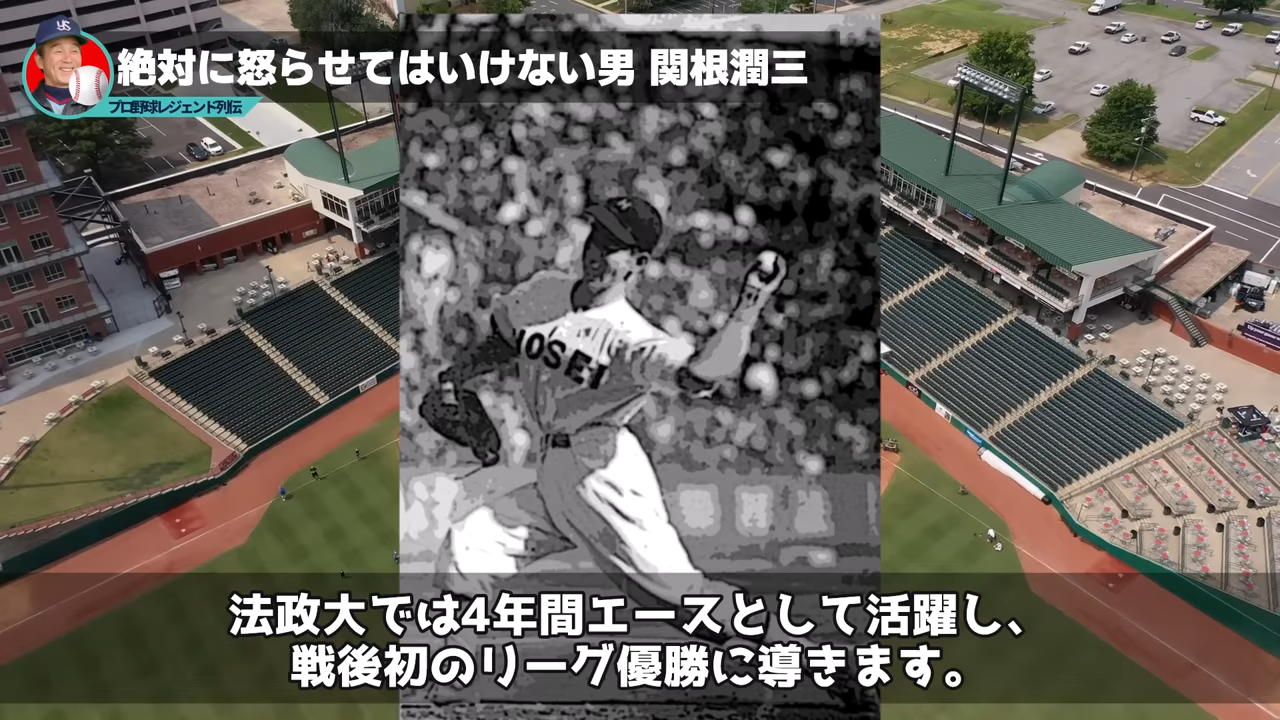 絶対に怒らせてはいけない男 関根潤三
プロ野球レジェンド列伝
YS
HOSEI
法政大では4年間エースとして活躍し、
戦後初のリーグ優勝に導きます。